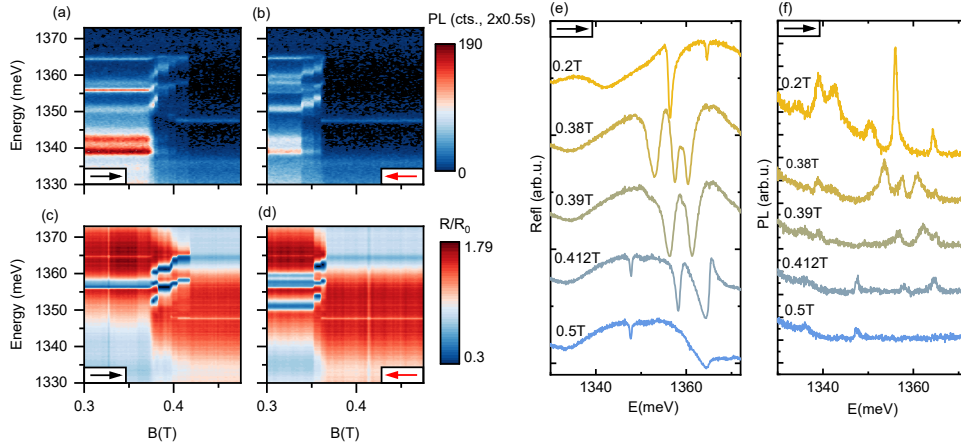 (a)
(b)
PL (cts., 2x0.5s)
190
0
Energy (meV)
1370
1360
1350
1340
1330
(c)
(d)
R/R0
1.79
0.3
Energy (meV)
1370
1360
1350
1340
1330
0.3
0.4
B(T)
0.3
0.4
B(T)
(e)
0.2T
0.38T
0.39T
0.412T
0.5T
Refl (arb.u.)
1340
1360
E(meV)
(f)
0.2T
0.38T
0.39T
0.412T
0.5T
PL (arb.u.)
1340
1360
E(meV)